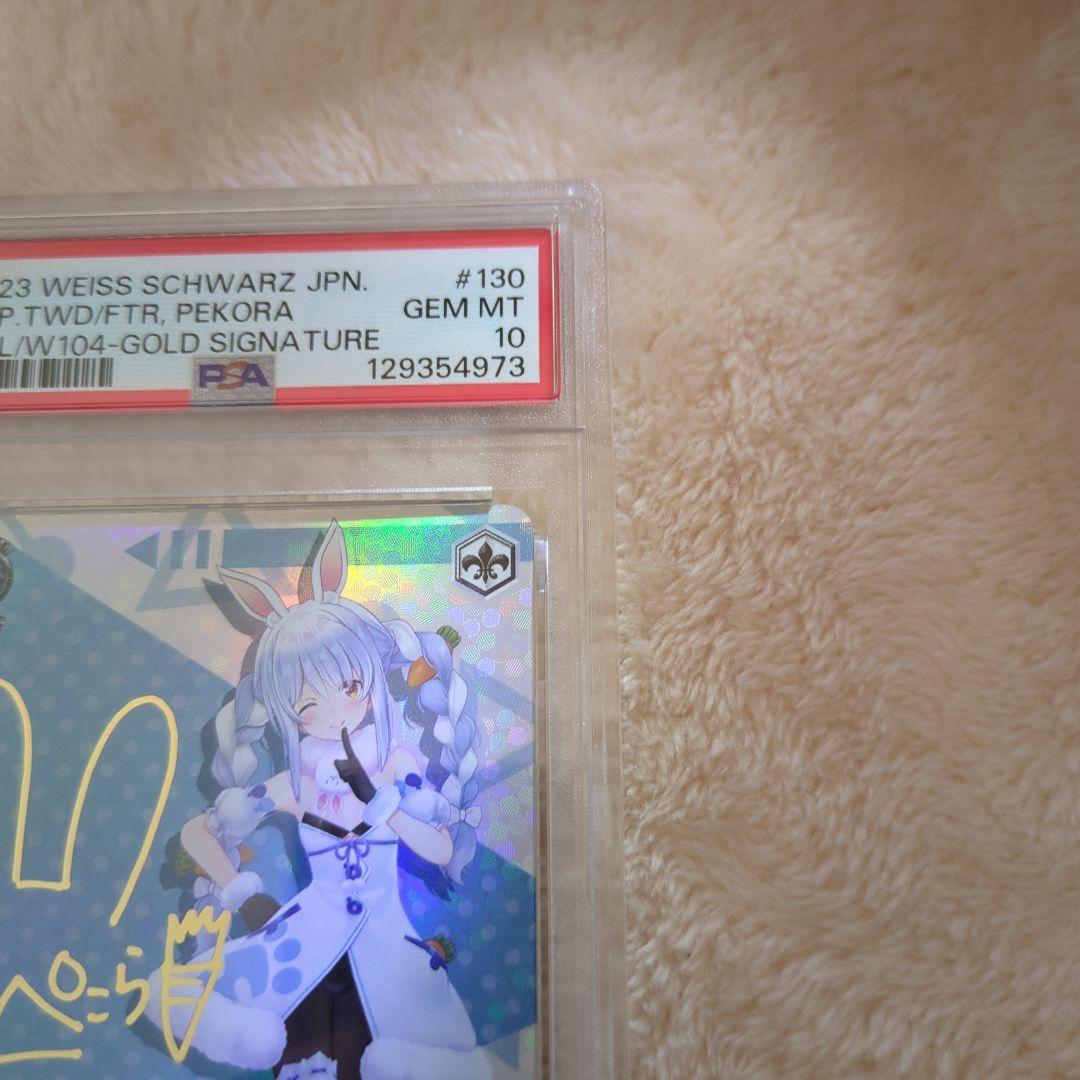 23 WEISS SCHWARZ JPN. #130
P.TWD/FTR, PEKORA GEM MT
L/W104-GOLD SIGNATURE 10
PSA 129354973
ぺこら